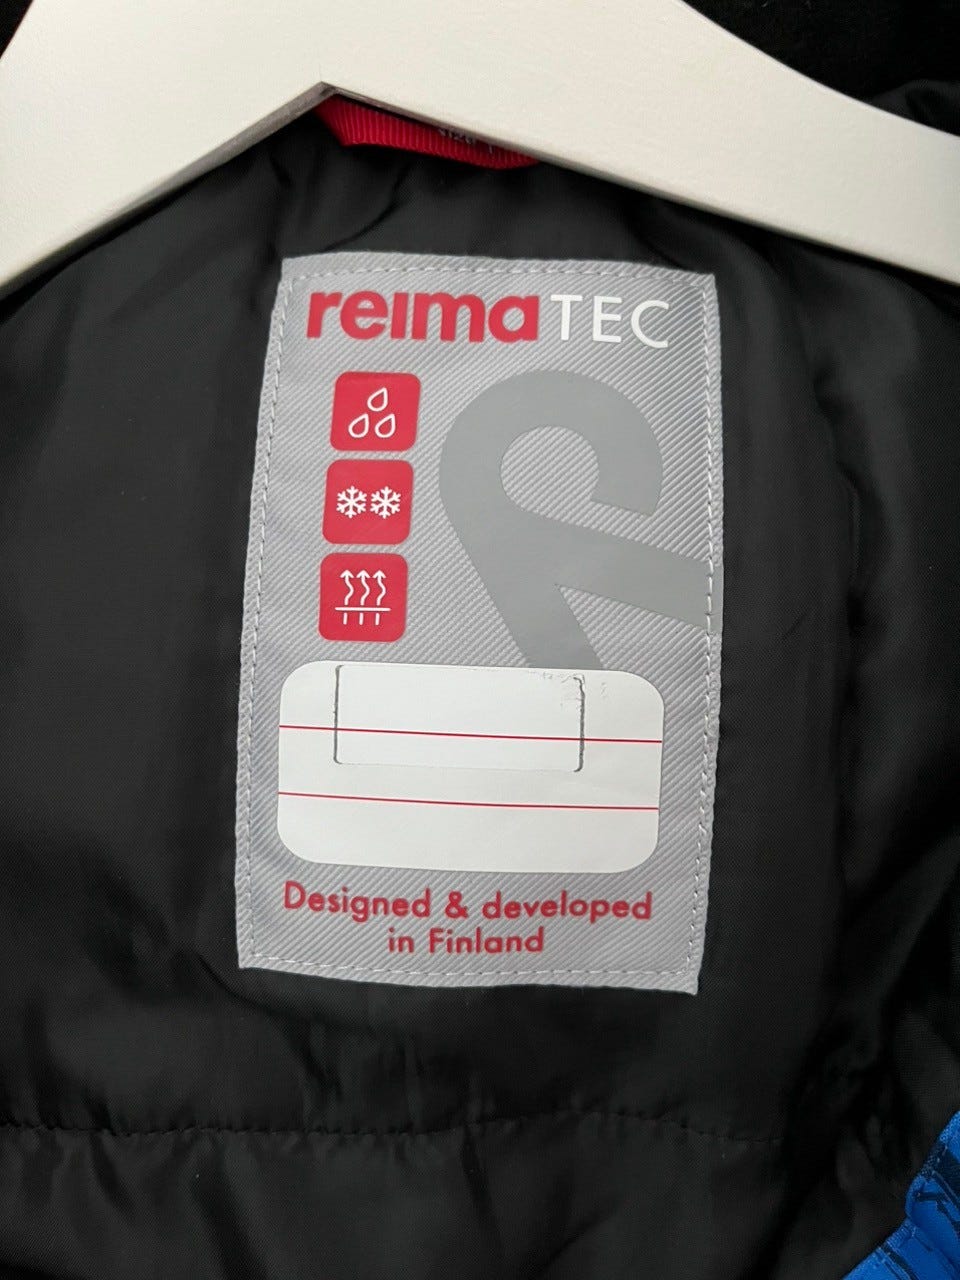 reimaTEC
Designed & developed
in Finland